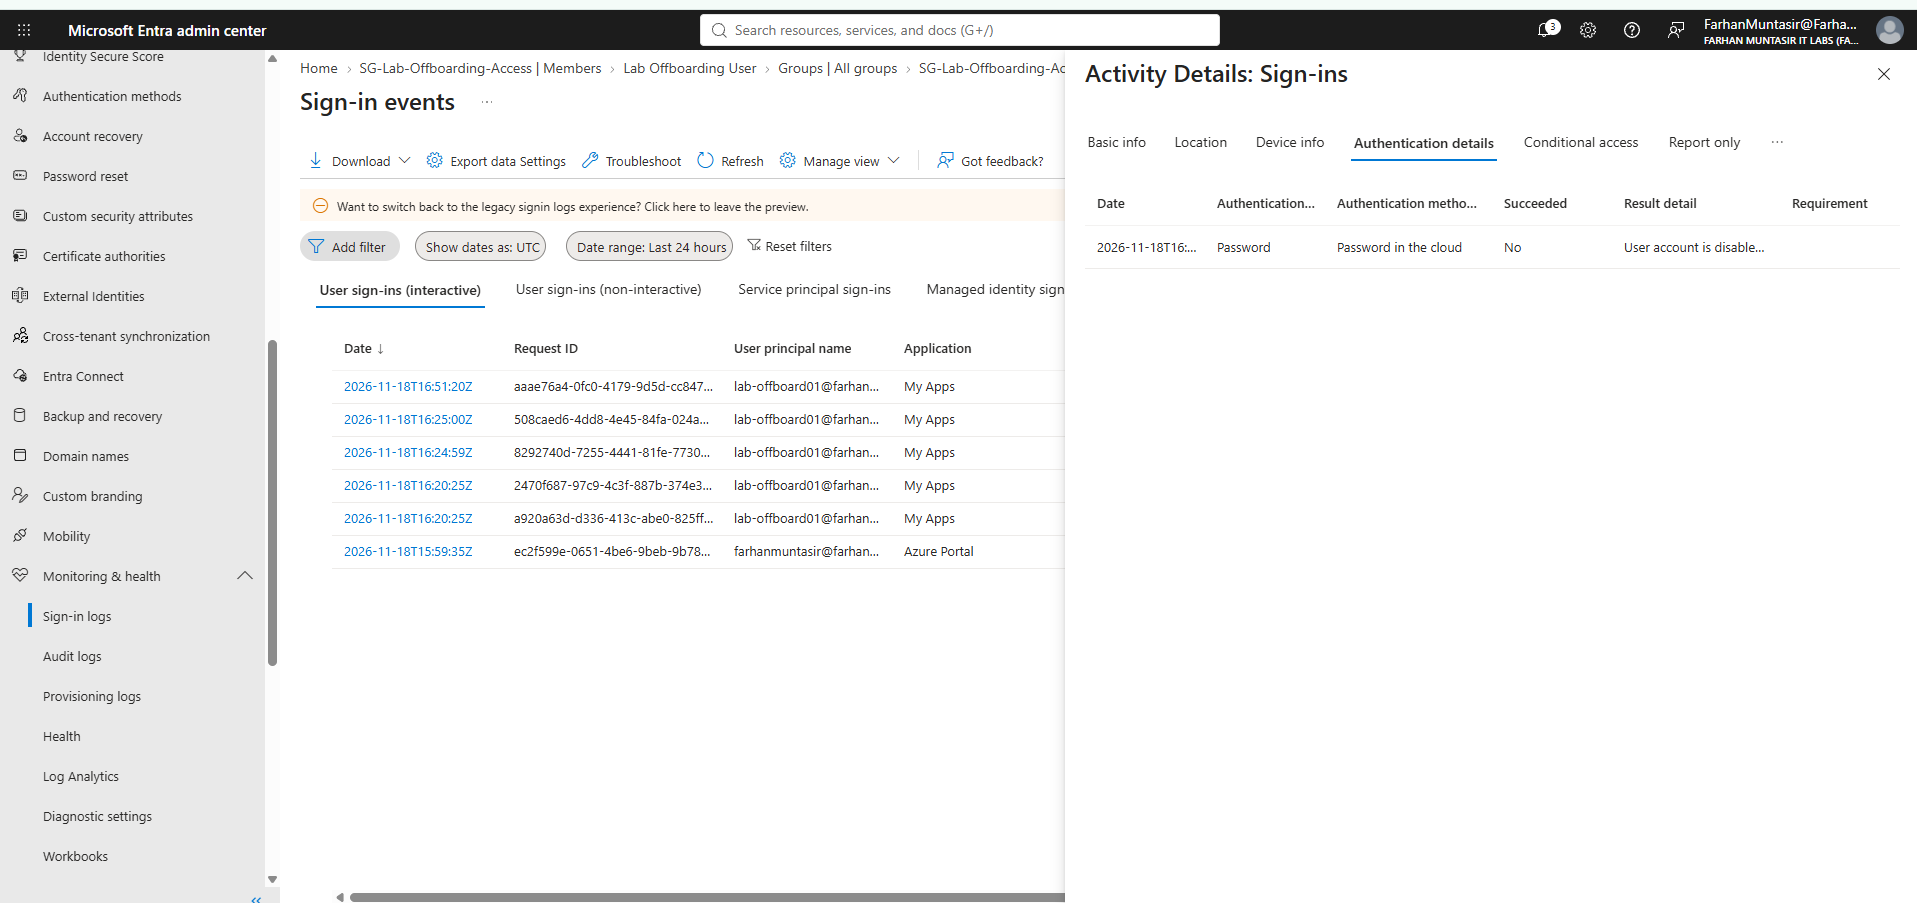 Microsoft Entra admin center
Search resources, services, and docs (G+/)
3
FarhanMuntasir@Farha...
FARHAN MUNTASIR IT LABS (FA...
Identity Secure Score
Authentication methods
Account recovery
Password reset
Custom security attributes
Certificate authorities
External Identities
Cross-tenant synchronization
Entra Connect
Backup and recovery
Domain names
Custom branding
Mobility
Monitoring & health
Sign-in logs
Audit logs
Provisioning logs
Health
Log Analytics
Diagnostic settings
Workbooks
Home > SG-Lab-Offboarding-Access | Members > Lab Offboarding User > Groups | All groups > SG-Lab-Offboarding-Ac
Sign-in events ...
Download Export data Settings Troubleshoot Refresh Manage view Got feedback?
Want to switch back to the legacy signin logs experience? Click here to leave the preview.
Add filter Show dates as: UTC Date range: Last 24 hours Reset filters
User sign-ins (interactive) User sign-ins (non-interactive) Service principal sign-ins Managed identity sign
Date ↓ Request ID User principal name Application
2026-11-18T16:51:20Z aaae76a4-0fc0-4179-9d5d-cc847... lab-offboard01@farhan... My Apps
2026-11-18T16:25:00Z 508caed6-4dd8-4e45-84fa-024a... lab-offboard01@farhan... My Apps
2026-11-18T16:24:59Z 8292740d-7255-4441-81fe-7730... lab-offboard01@farhan... My Apps
2026-11-18T16:20:25Z 2470f687-97c9-4c3f-887b-374e3... lab-offboard01@farhan... My Apps
2026-11-18T16:20:25Z a920a63d-d336-413c-abe0-825ff... lab-offboard01@farhan... My Apps
2026-11-18T15:59:35Z ec2f599e-0651-4be6-9beb-9b78... farhanmuntasir@farhan... Azure Portal
Activity Details: Sign-ins
Basic info Location Device info Authentication details Conditional access Report only ...
Date Authentication... Authentication metho... Succeeded Result detail Requirement
2026-11-18T16:... Password Password in the cloud No User account is disable...